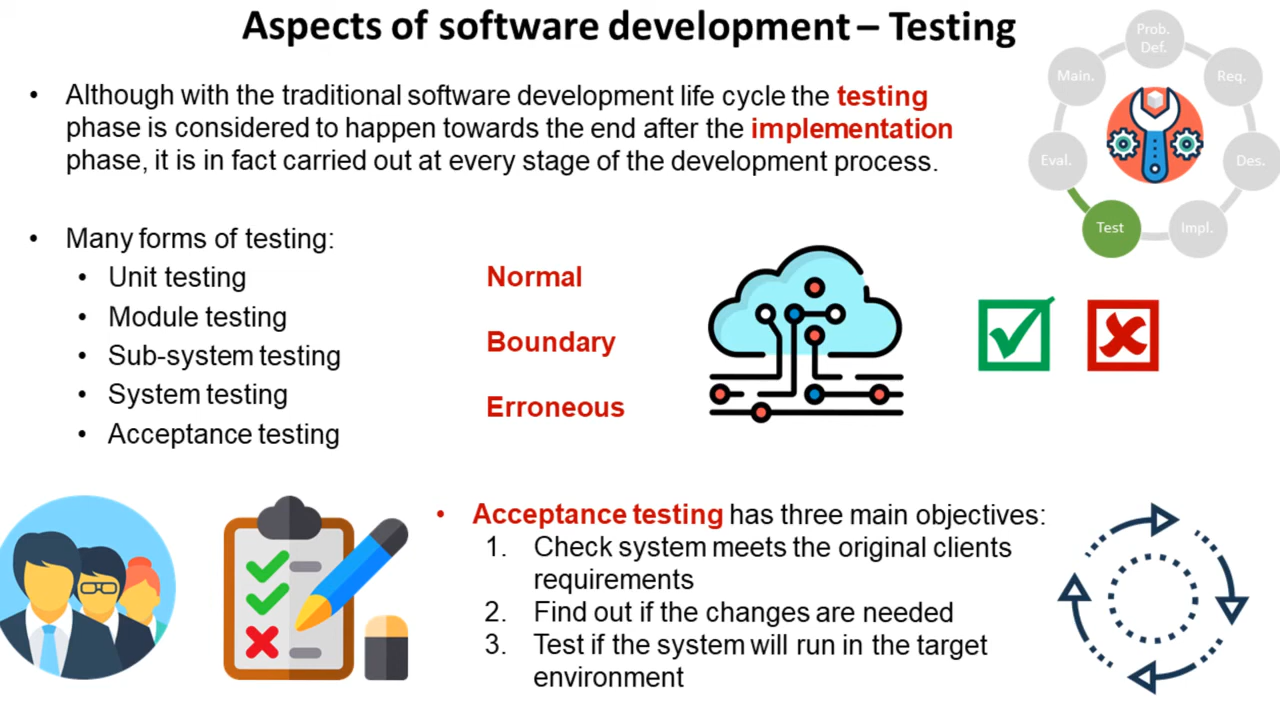 Aspects of software development – Testing
Prob.
Def.
Main.
Req.
Eval.
Des.
Test
Impl.
• Although with the traditional software development life cycle the testing
phase is considered to happen towards the end after the implementation
phase, it is in fact carried out at every stage of the development process.
• Many forms of testing:
• Unit testing
• Module testing
• Sub-system testing
• System testing
• Acceptance testing
Normal
Boundary
Erroneous
• Acceptance testing has three main objectives:
1. Check system meets the original clients
requirements
2. Find out if the changes are needed
3. Test if the system will run in the target
environment